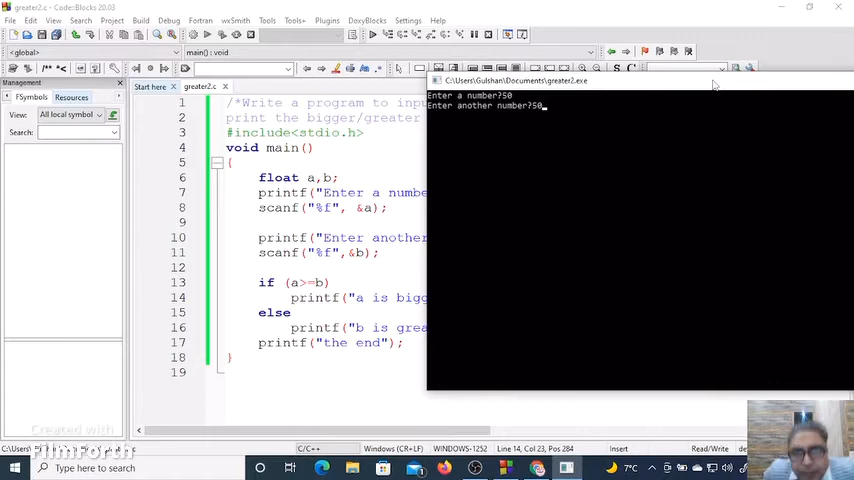 greater2.c - Code::Blocks 20.03
File Edit View Search Project Build Debug Fortran wxSmith Tools Tools+ Plugins DoxyBlocks Settings Help
<global> main() : void
Management
FSymbols Resources
All local symbol
Search:
Start here greater2.c
1 /*Write a program to inpu
2 print the bigger/greater
3 #include<stdio.h>
4 void main()
5 {
6 float a,b;
7 printf("Enter a numbe
8 scanf("%f", &a);
9
10 printf("Enter another
11 scanf("%f",&b);
12
13 if (a>=b)
14 printf("a is bigg
15 else
16 printf("b is grea
17 printf("the end");
18 }
19
C:\Users\Gulshan\Documents\greater2.exe
Enter a number?50
Enter another number?50
Created with
FilmForth
C/C++ Windows (CR+LF) WINDOWS-1252 Line 14, Col 23, Pos 284 Insert Read/Write
Type here to search
7°C